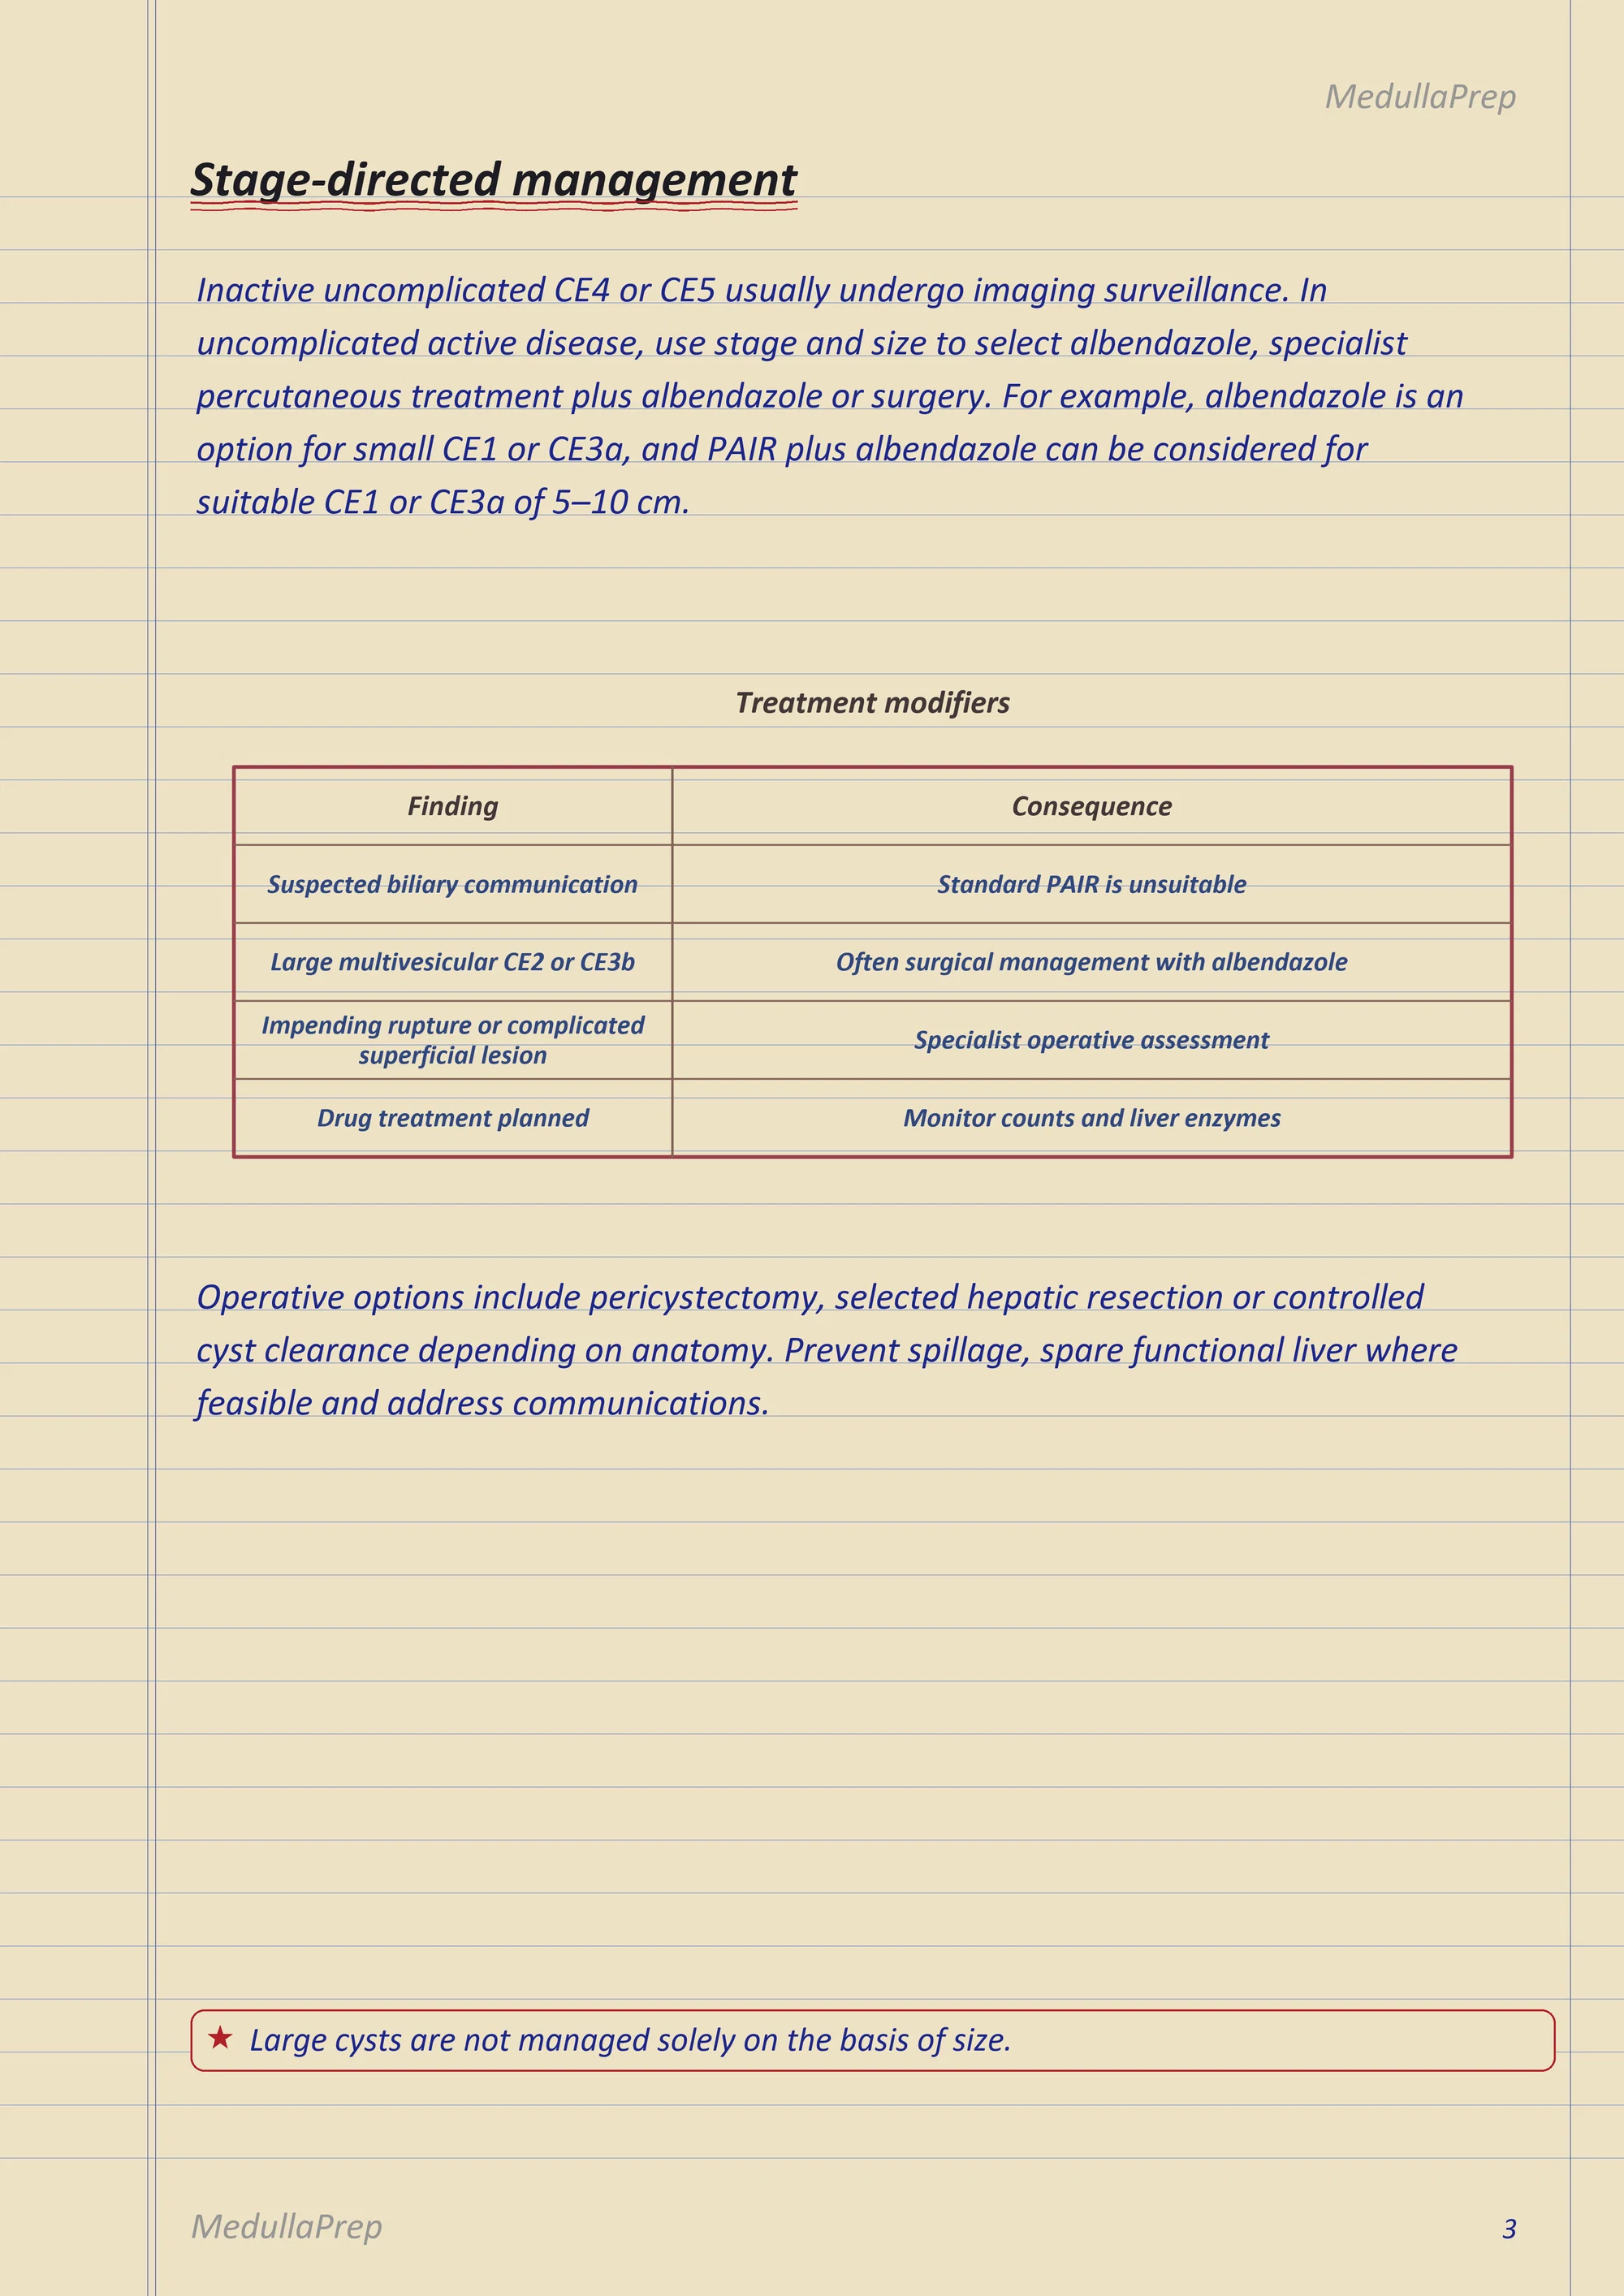 MedullaPrep
Stage-directed management
Inactive uncomplicated CE4 or CE5 usually undergo imaging surveillance. In
uncomplicated active disease, use stage and size to select albendazole, specialist
percutaneous treatment plus albendazole or surgery. For example, albendazole is an
option for small CE1 or CE3a, and PAIR plus albendazole can be considered for
suitable CE1 or CE3a of 5–10 cm.
Treatment modifiers
Finding Consequence
Suspected biliary communication Standard PAIR is unsuitable
Large multivesicular CE2 or CE3b Often surgical management with albendazole
Impending rupture or complicated
superficial lesion Specialist operative assessment
Drug treatment planned Monitor counts and liver enzymes
Operative options include pericystectomy, selected hepatic resection or controlled
cyst clearance depending on anatomy. Prevent spillage, spare functional liver where
feasible and address communications.
★ Large cysts are not managed solely on the basis of size.
MedullaPrep 3